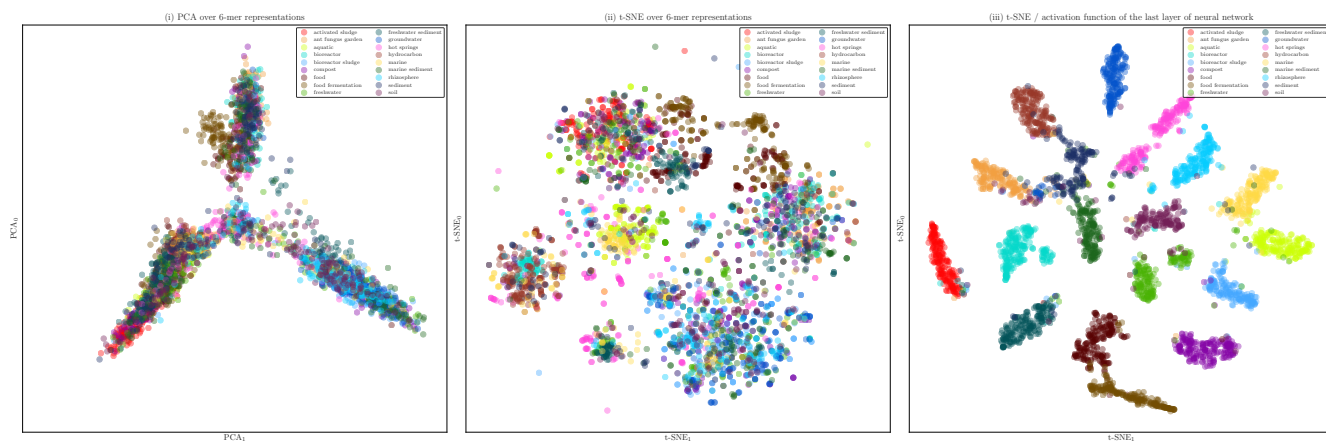 (i) PCA over 6-mer representations
activated sludge
ant fungus garden
aquatic
bioreactor
bioreactor sludge
compost
food
food fermentation
freshwater
freshwater sediment
groundwater
hot springs
hydrocarbon
marine
marine sediment
rhinosphere
sediment
soil
PCA₀
PCA₁
(ii) t-SNE over 6-mer representations
activated sludge
ant fungus garden
aquatic
bioreactor
bioreactor sludge
compost
food
food fermentation
freshwater
freshwater sediment
groundwater
hot springs
hydrocarbon
marine
marine sediment
rhinosphere
sediment
soil
t-SNE₀
t-SNE₁
(iii) t-SNE / activation function of the last layer of neural network
activated sludge
ant fungus garden
aquatic
bioreactor
bioreactor sludge
compost
food
food fermentation
freshwater
freshwater sediment
groundwater
hot springs
hydrocarbon
marine
marine sediment
rhinosphere
sediment
soil
t-SNE₀
t-SNE₁